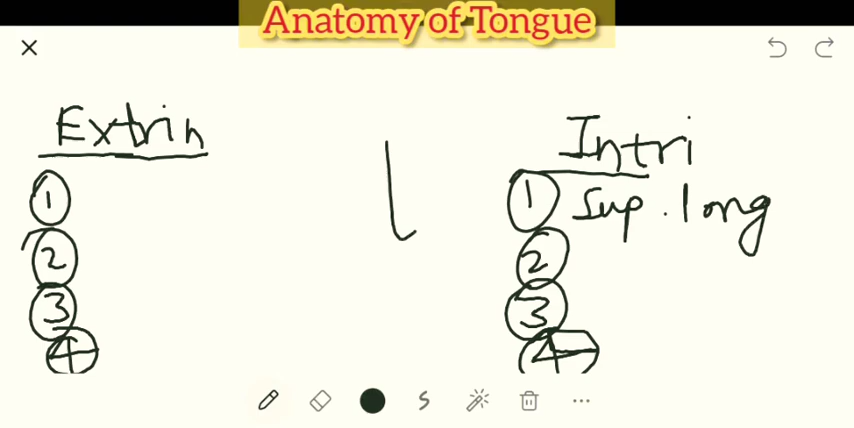 Anatomy of Tongue
Extrin
1
2
3
4
Intri
1 Sup. long
2
3
4